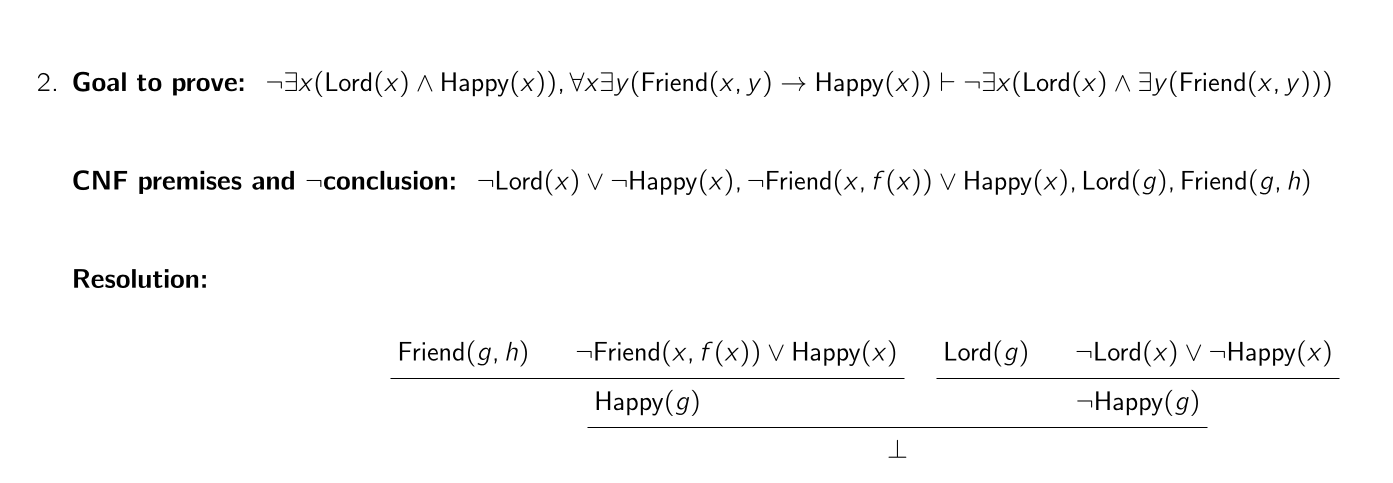 2. Goal to prove: ¬∃x(Lord(x) ∧ Happy(x)), ∀x∃y(Friend(x, y) → Happy(x)) ⊢ ¬∃x(Lord(x) ∧ ∃y(Friend(x, y)))
CNF premises and ¬conclusion: ¬Lord(x) ∨ ¬Happy(x), ¬Friend(x, f(x)) ∨ Happy(x), Lord(g), Friend(g, h)
Resolution:
Friend(g, h) ¬Friend(x, f(x)) ∨ Happy(x) Lord(g) ¬Lord(x) ∨ ¬Happy(x)
Happy(g) ¬Happy(g)
⊥